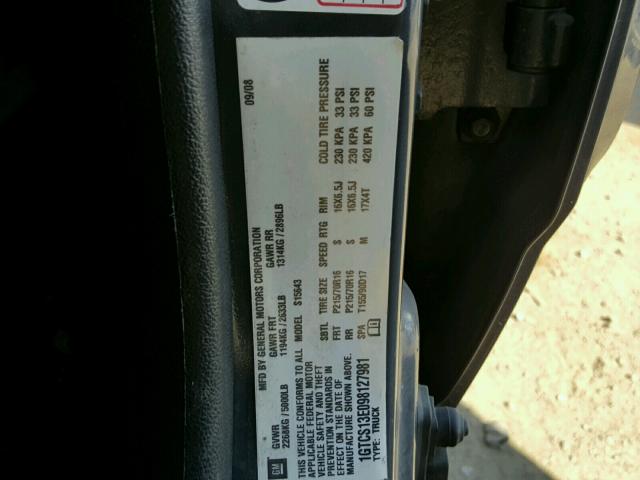 MFD BY GENERAL MOTORS CORPORATION 09/08
GVWR GAWR FRT GAWR RR
2268KG/5000LB 1194KG/2633LB 1314KG/2896LB
THIS VEHICLE CONFORMS TO ALL MODEL S15643
APPLICABLE FEDERAL MOTOR
VEHICLE SAFETY AND THEFT
PREVENTION STANDARDS IN
EFFECT ON THE DATE OF
MANUFACTURE SHOWN ABOVE.
1GTCS13E098127981
TYPE: TRUCK
GM
SBTL TIRE SIZE SPEED RTG RIM COLD TIRE PRESSURE
FRT P215/70R16 S 16X6.5J 230 KPA 33 PSI
RR P215/70R16 S 16X6.5J 230 KPA 33 PSI
SPA T155/90D17 M 17X4T 420 KPA 60 PSI